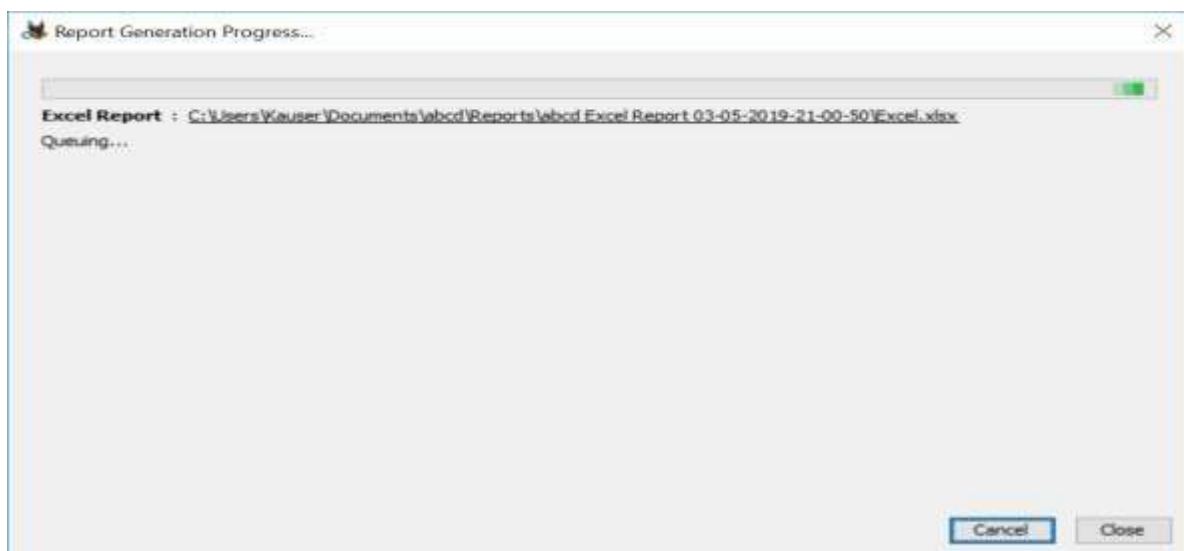 Report Generation Progress...
Excel Report : C:\Users\Kauser\Documents\abcd\Reports\abcd Excel Report 03-05-2019-21-00-50\Excel.xlsx
Queuing...
Cancel Close